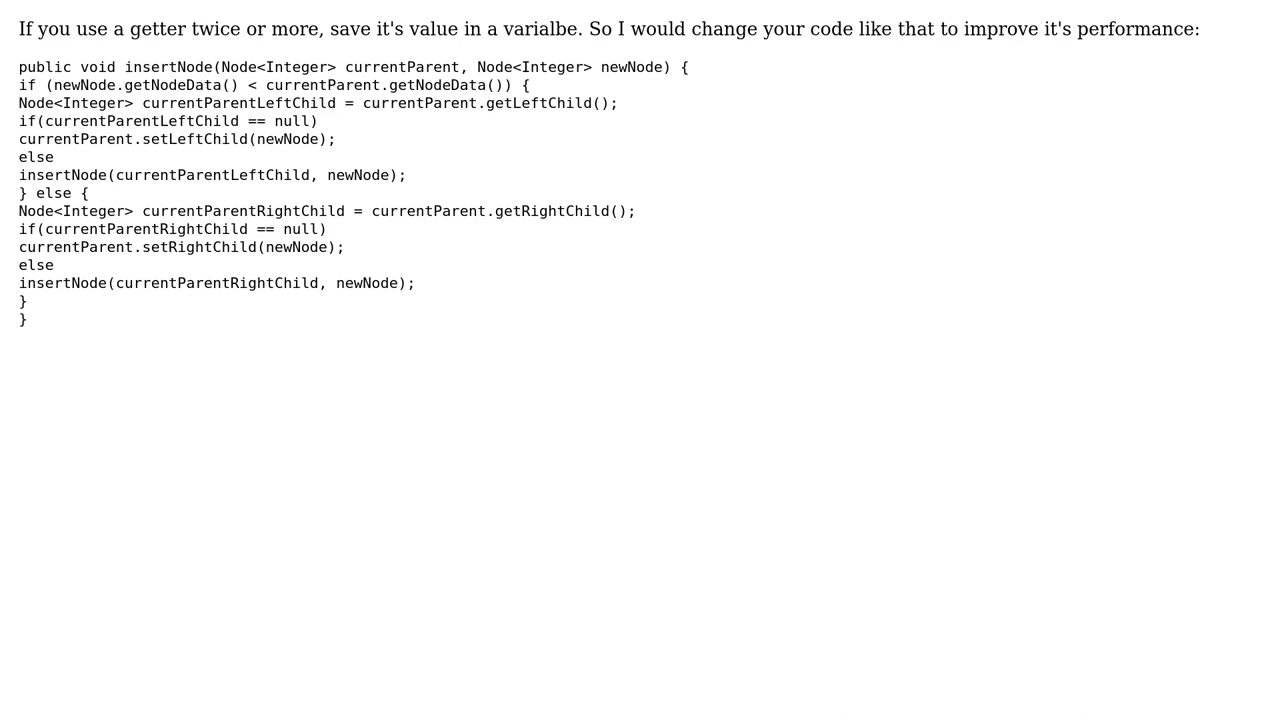 If you use a getter twice or more, save it's value in a varialbe. So I would change your code like that to improve it's performance:
public void insertNode(Node<Integer> currentParent, Node<Integer> newNode) {
if (newNode.getNodeData() < currentParent.getNodeData()) {
Node<Integer> currentParentLeftChild = currentParent.getLeftChild();
if(currentParentLeftChild == null)
currentParent.setLeftChild(newNode);
else
insertNode(currentParentLeftChild, newNode);
} else {
Node<Integer> currentParentRightChild = currentParent.getRightChild();
if(currentParentRightChild == null)
currentParent.setRightChild(newNode);
else
insertNode(currentParentRightChild, newNode);
}
}